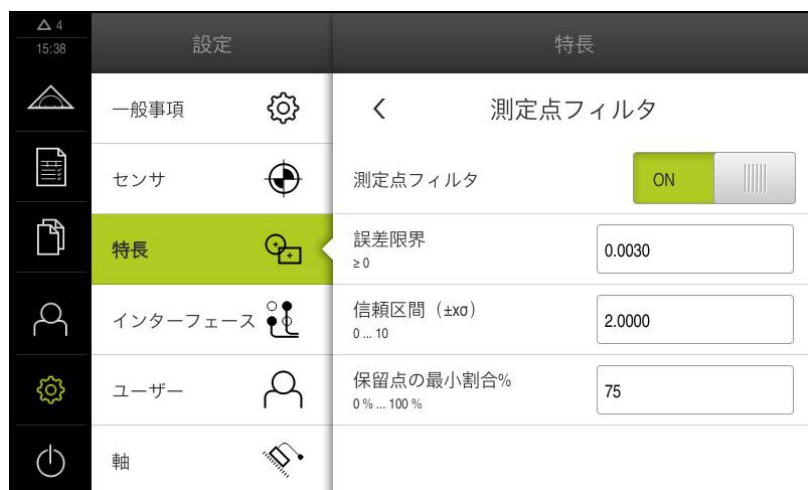 △ 4
15:38
設定
特長
一般事項
センサ
特長
インターフェース
ユーザー
軸
測定点フィルタ
測定点フィルタ
ON
誤差限界
≥ 0
0.0030
信頼区間（±xσ）
0 ... 10
2.0000
保留点の最小割合%
0 % ... 100 %
75